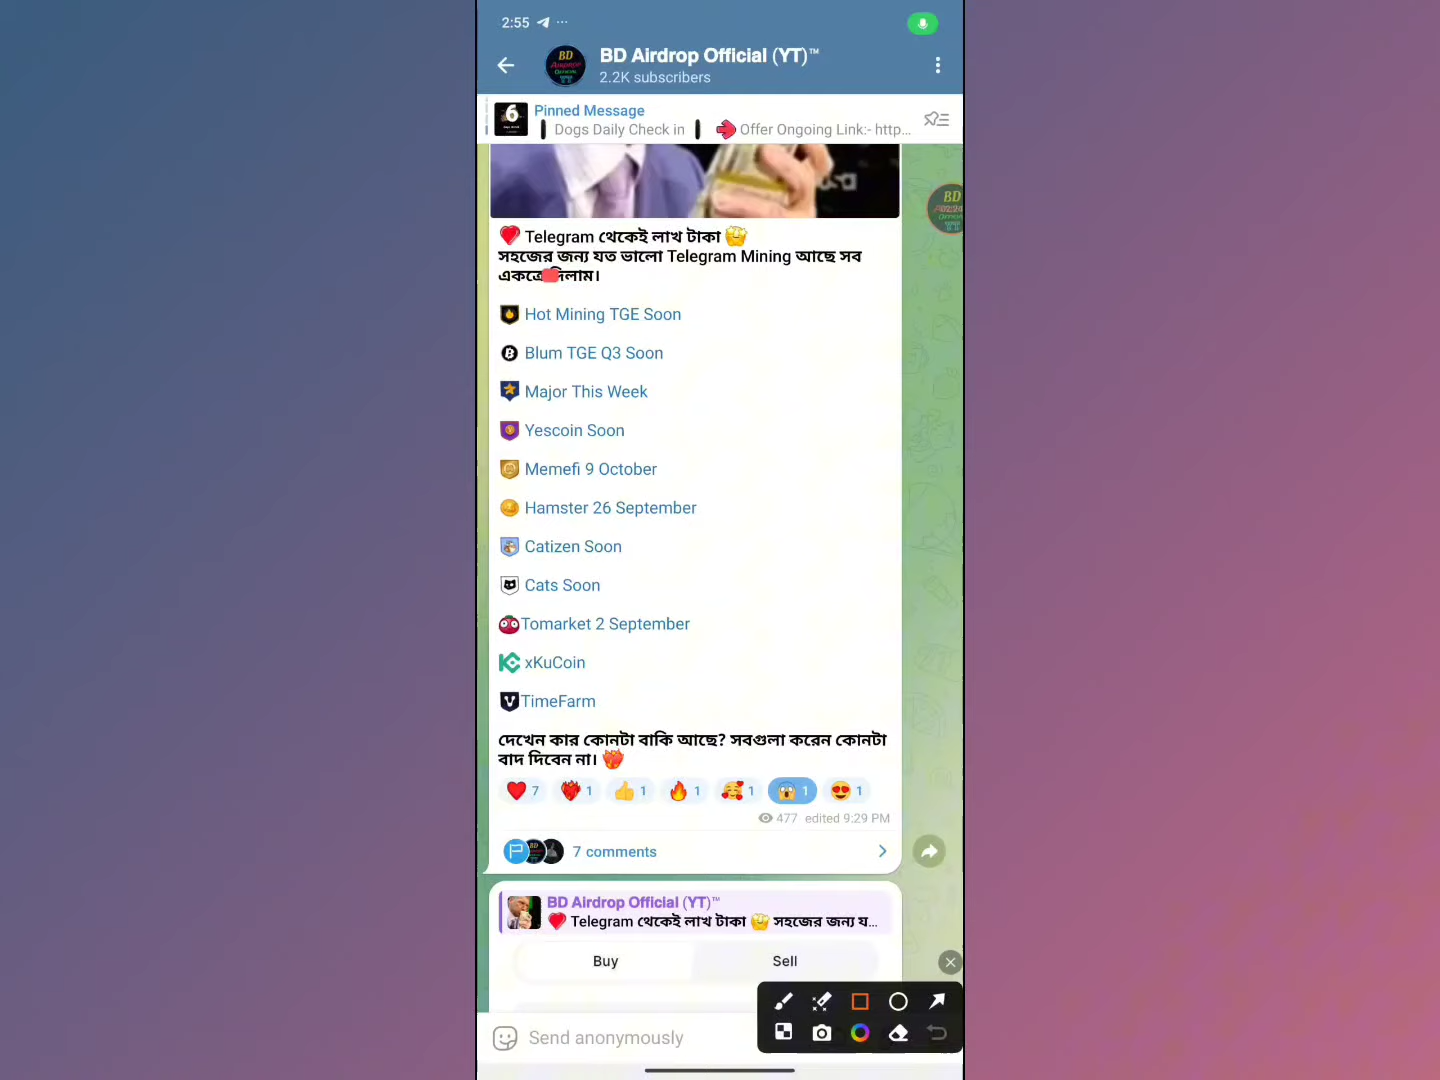 2:55
BD Airdrop Official (YT)™
2.2K subscribers
Pinned Message
Dogs Daily Check in Offer Ongoing Link:- http...
BD
02:24
Telegram থেকেই লাখ টাকা
সহজের জন্য যত ভালো Telegram Mining আছে সব
একত্রে দিলাম।
Hot Mining TGE Soon
Blum TGE Q3 Soon
Major This Week
Yescoin Soon
Memefi 9 October
Hamster 26 September
Catizen Soon
Cats Soon
Tomarket 2 September
xKuCoin
TimeFarm
দেখেন কার কোনটা বাকি আছে? সবগুলা করেন কোনটা
বাদ দিবেন না।
7 1 1 1 1 1 1
477 edited 9:29 PM
7 comments
BD Airdrop Official (YT)™
Telegram থেকেই লাখ টাকা সহজের জন্য য...
Buy Sell
Send anonymously